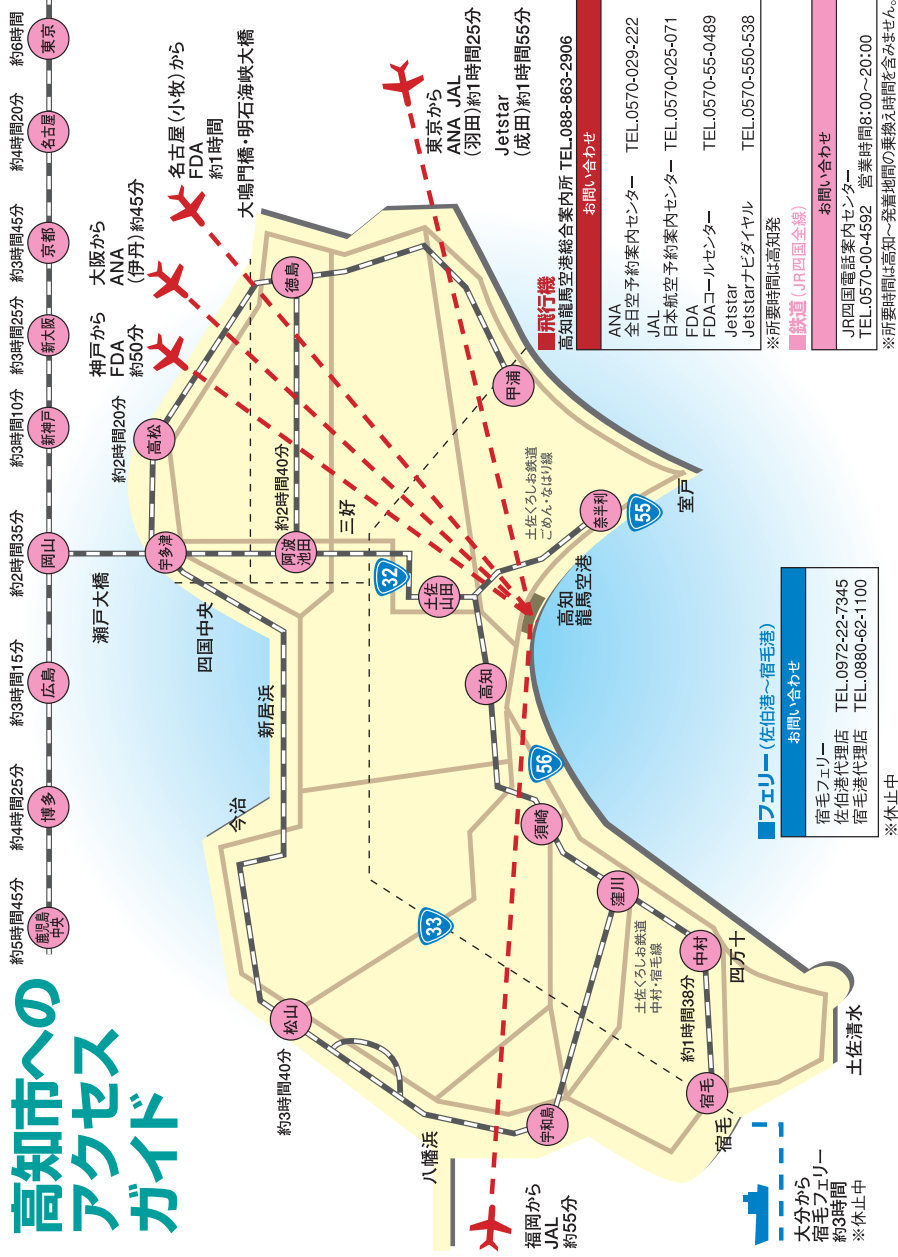 高知市への
アクセス
ガイド
約5時間45分
鹿児島
中央
約4時間25分
博多
約3時間15分
広島
約2時間35分
岡山
約3時間10分
新神戸
約3時間25分
新大阪
約3時間45分
京都
約4時間20分
名古屋
約6時間
東京
瀬戸大橋
神戸から
FDA
約50分
大阪から
ANA
(伊丹)約45分
名古屋(小牧)から
FDA
約1時間
大鳴門橋・明石海峡大橋
約2時間20分
高松
宇多津
徳島
四国中央
約2時間40分
阿波
池田
三好
新居浜
今治
松山
約3時間40分
32
土佐
山田
33
高知
東京から
ANA JAL
(羽田)約1時間25分
Jetstar
(成田)約1時間55分
甲浦
土佐くろしお鉄道
ごめん・なはり線
奈半利
55
室戸
高知
龍馬空港
56
須崎
窪川
土佐くろしお鉄道
中村・宿毛線
約1時間38分
中村
四万十
宿毛
宿毛
土佐清水
八幡浜
宇和島
福岡から
JAL
約55分
大分から
宿毛フェリー
約3時間
※休止中
■フェリー(佐伯港〜宿毛港)
お問い合わせ
宿毛フェリー
佐伯港代理店 TEL.0972-22-7345
宿毛港代理店 TEL.0880-62-1100
※休止中
■飛行機
高知龍馬空港総合案内所 TEL.088-863-2906
お問い合わせ
ANA
全日空予約案内センター TEL.0570-029-222
JAL
日本航空予約案内センター TEL.0570-025-071
FDA
FDAコールセンター TEL.0570-55-0489
Jetstar
Jetstarナビダイヤル TEL.0570-550-538
※所要時間は高知発
■鉄道(JR四国全線)
お問い合わせ
JR四国電話案内センター
TEL.0570-00-4592 営業時間8:00〜20:00
※所要時間は高知〜発着地間の乗換え時間を含みません。